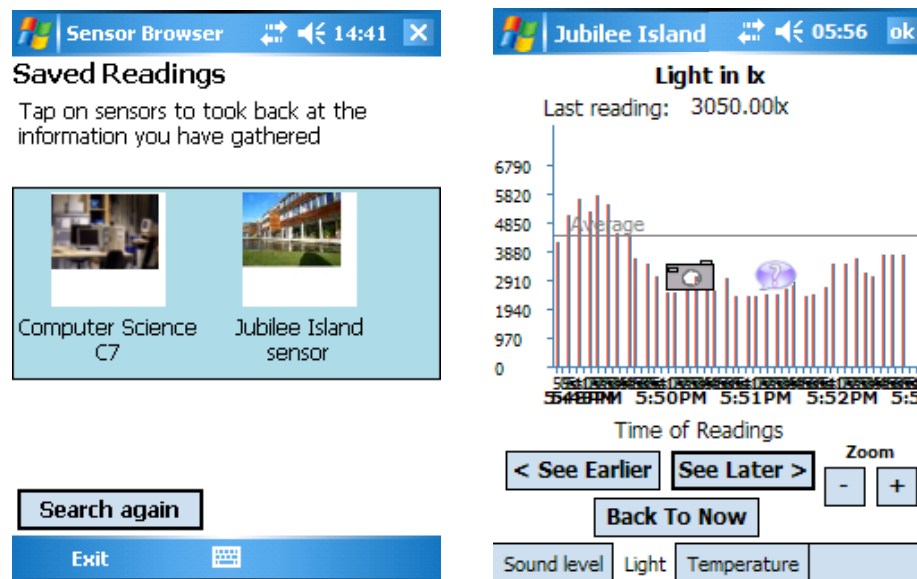 Sensor Browser 14:41
Saved Readings
Tap on sensors to took back at the
information you have gathered
Computer Science
C7
Jubilee Island
sensor
Search again
Exit
Jubilee Island 05:56 ok
Light in lx
Last reading: 3050.00lx
6790
5820
4850
3880
2910
1940
970
0
Average
5:50PM 5:51PM 5:52PM
Time of Readings
Zoom
< See Earlier See Later > - +
Back To Now
Sound level Light Temperature